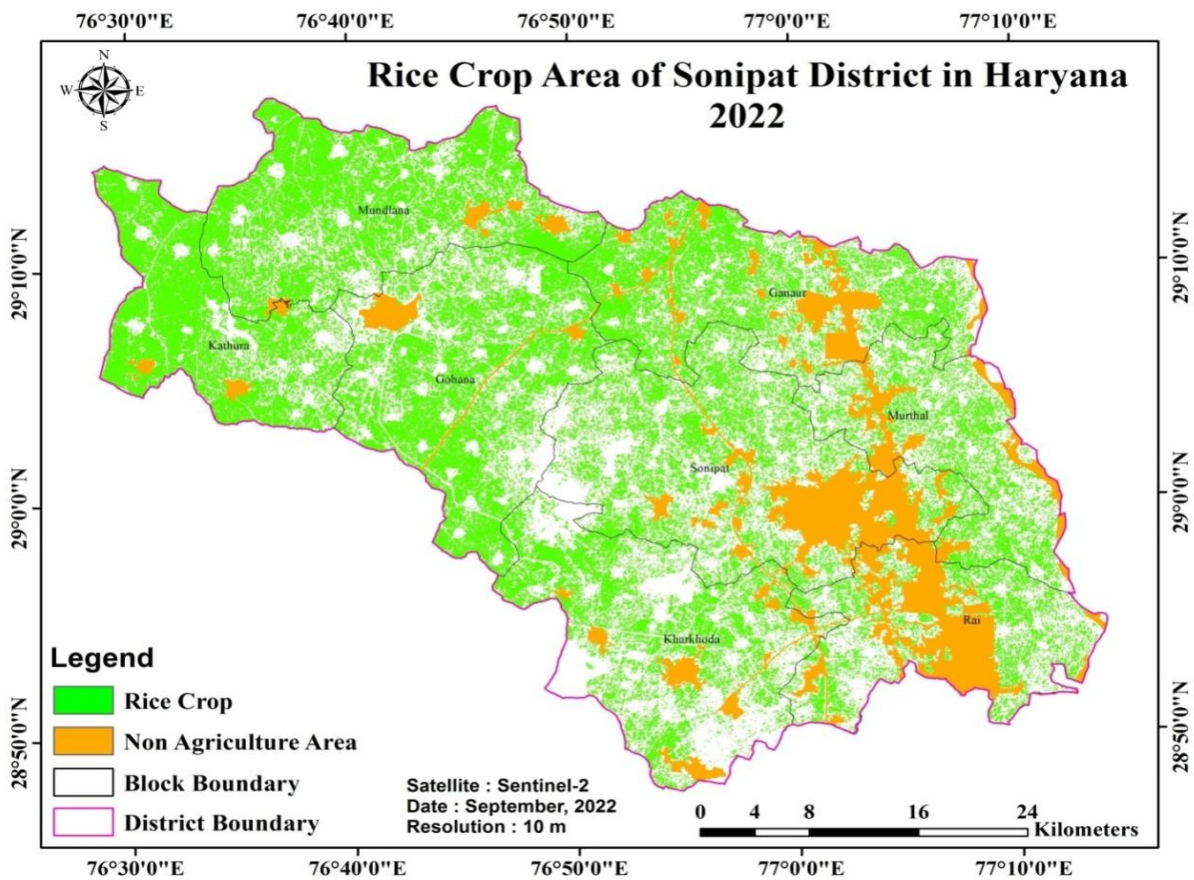 76°30'0"E 76°40'0"E 76°50'0"E 77°0'0"E 77°10'0"E
N
W E
S
Rice Crop Area of Sonipat District in Haryana
2022
Mundlana
29°10'0"N 29°10'0"N
Ganaur
Kathura
Gohana
Murthal
Sonipat
29°0'0"N 29°0'0"N
Rai
Kharkhoda
28°50'0"N 28°50'0"N
Legend
Rice Crop
Non Agriculture Area
Block Boundary
District Boundary
Satellite : Sentinel-2
Date : September, 2022
Resolution : 10 m
0 4 8 16 24
Kilometers
76°30'0"E 76°40'0"E 76°50'0"E 77°0'0"E 77°10'0"E